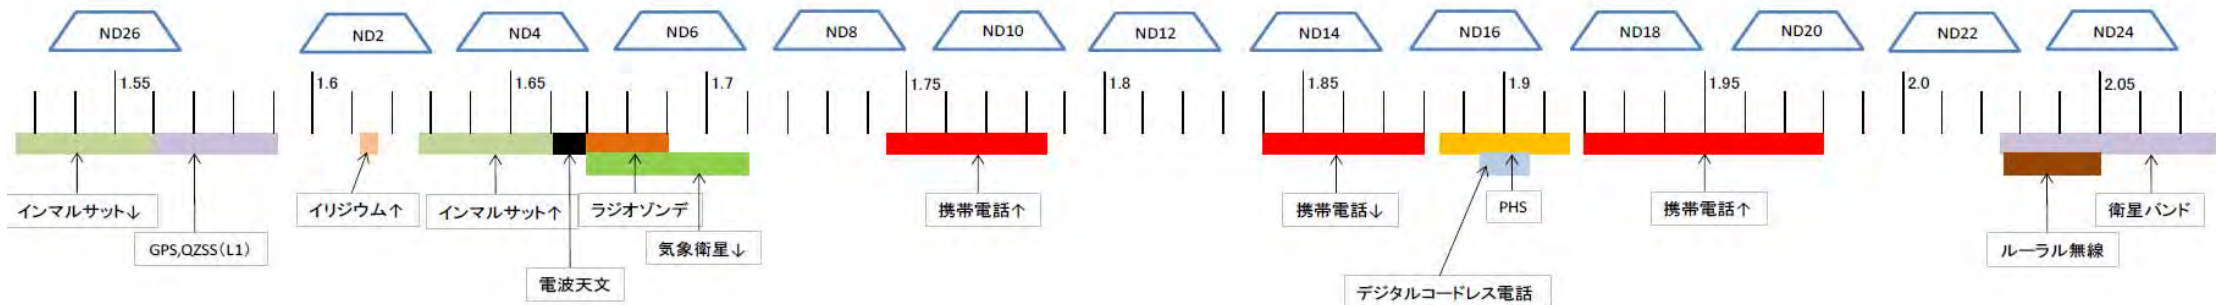 ND26
ND2
ND4
ND6
ND8
ND10
ND12
ND14
ND16
ND18
ND20
ND22
ND24
1.55
1.6
1.65
1.7
1.75
1.8
1.85
1.9
1.95
2.0
2.05
インマルサット↓
イリジウム↑
インマルサット↑
ラジオゾンデ
携帯電話↑
携帯電話↓
PHS
携帯電話↑
衛星バンド
GPS,QZSS(L1)
気象衛星↓
ルーラル無線
電波天文
デジタルコードレス電話